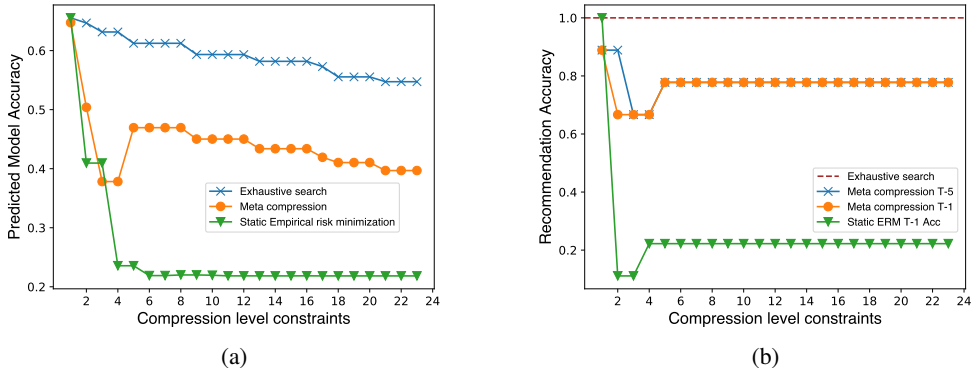 Predicted Model Accuracy
0.6
0.5
0.4
0.3
0.2
Exhaustive search
Meta compression
Static Empirical risk minimization
2 4 6 8 10 12 14 16 18 20 22 24
Compression level constraints
(a)
Recommendation Accuracy
1.0
0.8
0.6
0.4
0.2
Exhaustive search
Meta compression T-5
Meta compression T-1
Static ERM T-1 Acc
2 4 6 8 10 12 14 16 18 20 22 24
Compression level constraints
(b)